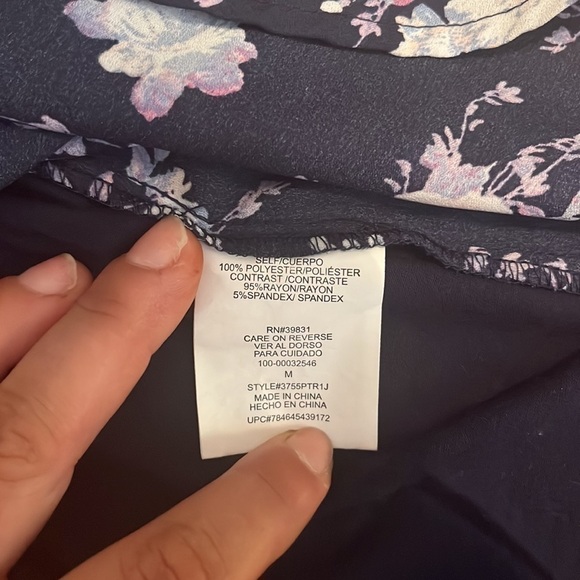 SELF/CUERPO
100% POLYESTER/POLIÉSTER
CONTRAST /CONTRASTE
95%RAYON/RAYON
5%SPANDEX/ SPANDEX
RN#39831
CARE ON REVERSE
VER AL DORSO
PARA CUIDADO
100-00032546
M
STYLE#3755PTR1J
MADE IN CHINA
HECHO EN CHINA
UPC#784645439172